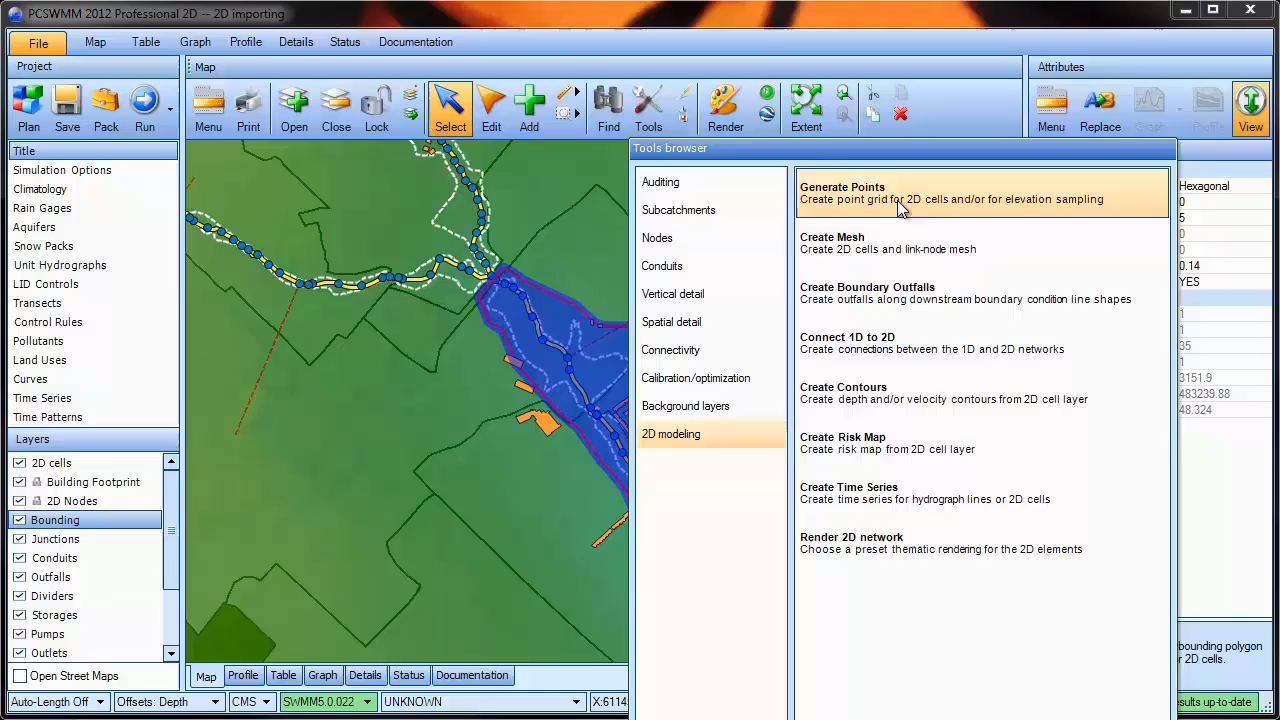 PCSWMM 2012 Professional 2D -- 2D importing
File Map Table Graph Profile Details Status Documentation
Project
Map
Attributes
Plan Save Pack Run
Menu Print Open Close Lock Select Edit Add Find Tools Render Extent
Menu Replace Graph Profile View
Title
Simulation Options
Climatology
Rain Gages
Aquifers
Snow Packs
Unit Hydrographs
LID Controls
Transects
Control Rules
Pollutants
Land Uses
Curves
Time Series
Time Patterns
Layers
2D cells
Building Footprint
2D Nodes
Bounding
Junctions
Conduits
Outfalls
Dividers
Storages
Pumps
Outlets
Open Street Maps
Tools browser
Auditing
Subcatchments
Nodes
Conduits
Vertical detail
Spatial detail
Connectivity
Calibration/optimization
Background layers
2D modeling
Generate Points
Create point grid for 2D cells and/or for elevation sampling
Create Mesh
Create 2D cells and link-node mesh
Create Boundary Outfalls
Create outfalls along downstream boundary condition line shapes
Connect 1D to 2D
Create connections between the 1D and 2D networks
Create Contours
Create depth and/or velocity contours from 2D cell layer
Create Risk Map
Create risk map from 2D cell layer
Create Time Series
Create time series for hydrograph lines or 2D cells
Render 2D network
Choose a preset thematic rendering for the 2D elements
Hexagonal
0
5
0
0
0.14
YES
1
1
35
1
3151.9
483239.88
48.324
bounding polygon
r 2D cells.
Map Profile Table Graph Details Status Documentation
Auto-Length Off Offsets: Depth CMS SWMM5.0.022 UNKNOWN X:6114
sults up-to-date